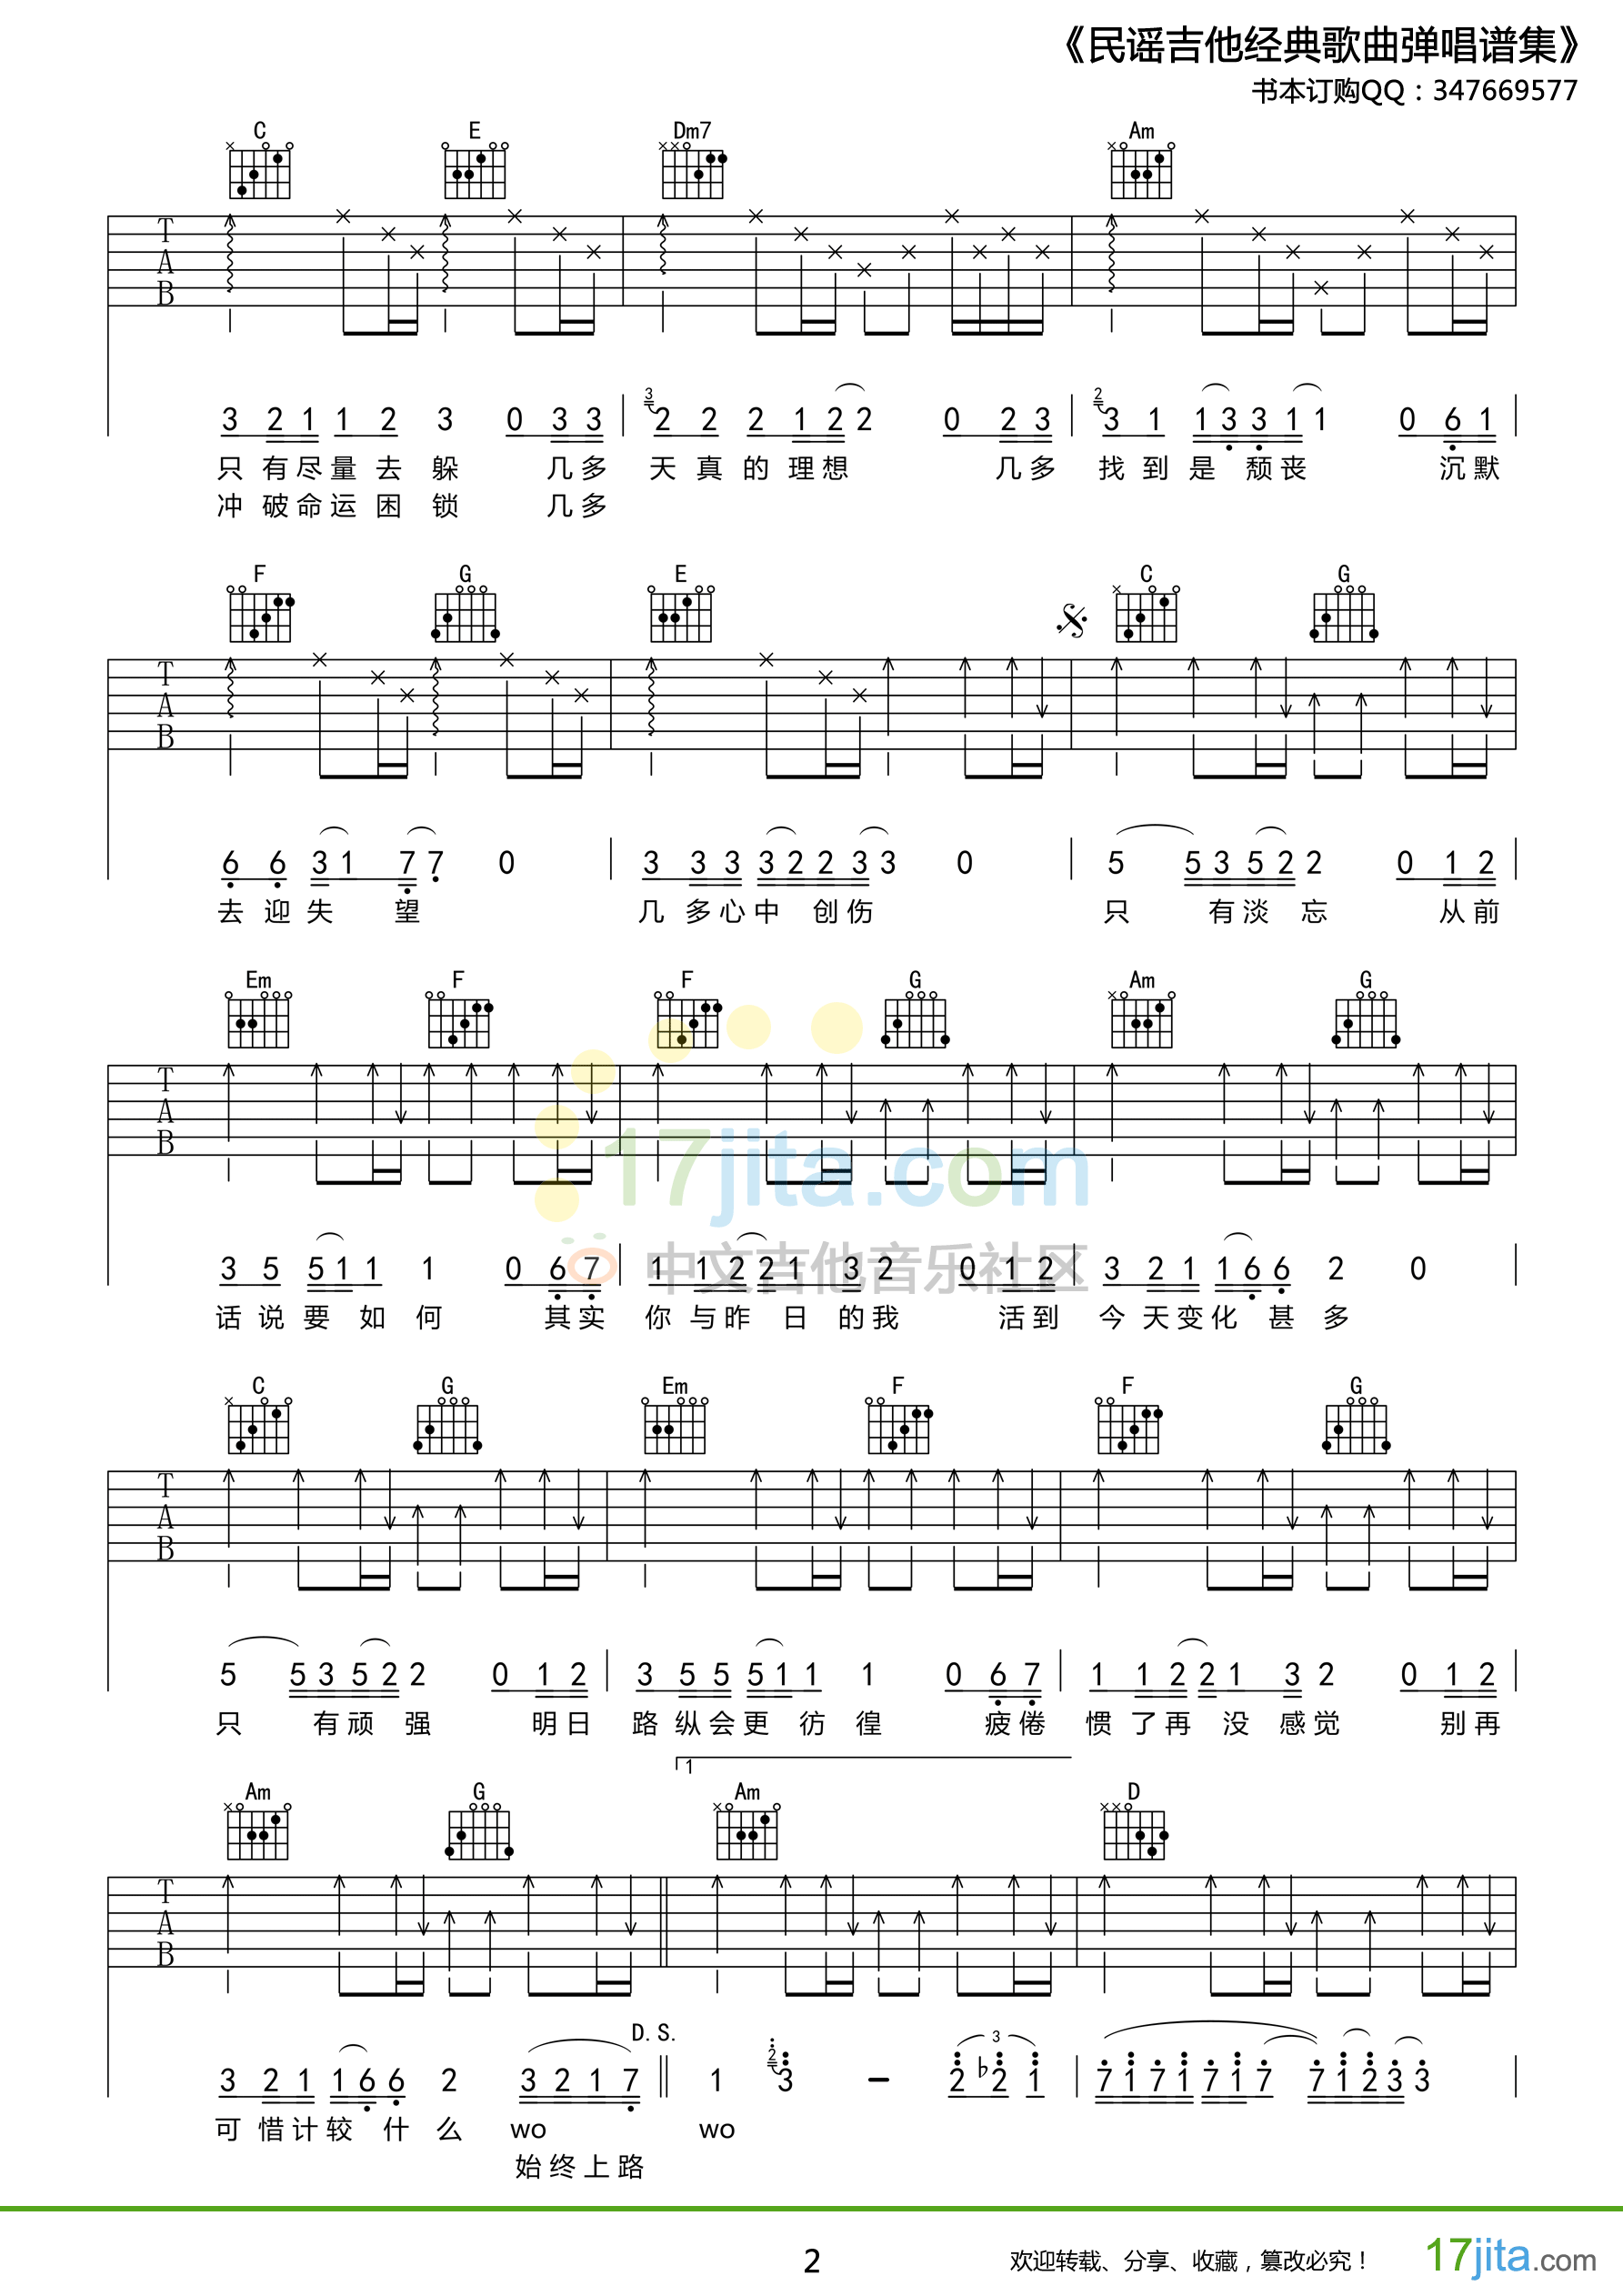 《民谣吉他经典歌曲弹唱谱集》
书本订购QQ：347669577
C E Dm7 Am
T A B
3 2 1 1 2 3 0 3 3 | 3 2 2 2 1 2 2 0 2 3 | 2 3 1 1 3 3 1 1 0 6 1 |
只 有 尽 量 去 躲 几 多 天 真 的 理 想 几 多 找 到 是 颓 丧 沉 默
冲 破 命 运 困 锁 几 多
F G E C G
T A B
6 6 3 1 7 7 0 | 3 3 3 3 2 2 3 3 0 | 5 5 3 5 2 2 0 1 2 |
去 迎 失 望 几 多 心 中 创 伤 只 有 淡 忘 从 前
Em F F G Am G
T A B
3 5 5 1 1 1 0 6 7 | 1 1 2 2 1 3 2 0 1 2 | 3 2 1 1 6 6 2 0 |
话 说 要 如 何 其 实 你 与 昨 日 的 我 活 到 今 天 变 化 甚 多
17jita.com
中文吉他音乐社区
C G Em F F G
T A B
5 5 3 5 2 2 0 1 2 | 3 5 5 5 1 1 1 0 6 7 | 1 1 2 2 1 3 2 0 1 2 |
只 有 顽 强 明 日 路 纵 会 更 彷 徨 疲 倦 惯 了 再 没 感 觉 别 再
1
Am G Am D
T A B
D.S.
3 2 1 1 6 6 2 3 2 1 7 || 1 2 3 - 3 2 ♭2 1 | 7 1 7 1 7 1 7 7 1 2 3 3 |
可 惜 计 较 什 么 wo wo
始 终 上 路
2
欢迎转载、分享、收藏，篡改必究！
17jita.com